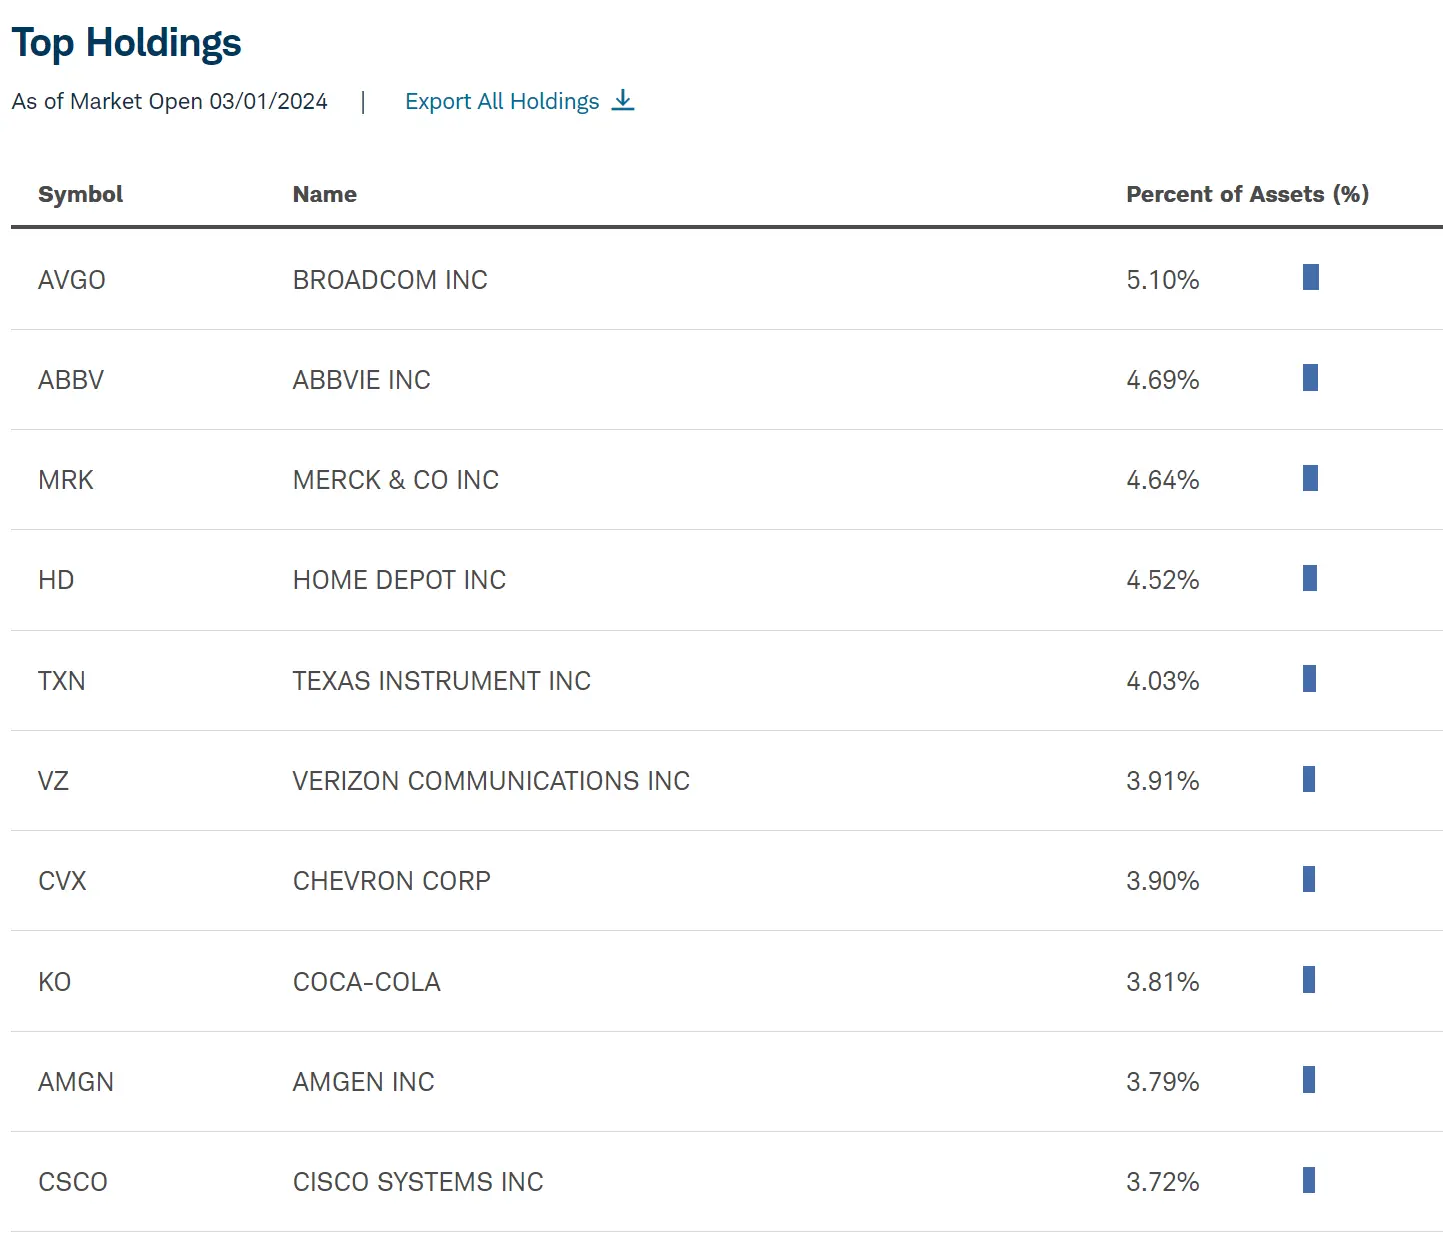 Top Holdings
As of Market Open 03/01/2024 | Export All Holdings
Symbol Name Percent of Assets (%)
AVGO BROADCOM INC 5.10%
ABBV ABBVIE INC 4.69%
MRK MERCK & CO INC 4.64%
HD HOME DEPOT INC 4.52%
TXN TEXAS INSTRUMENT INC 4.03%
VZ VERIZON COMMUNICATIONS INC 3.91%
CVX CHEVRON CORP 3.90%
KO COCA-COLA 3.81%
AMGN AMGEN INC 3.79%
CSCO CISCO SYSTEMS INC 3.72%